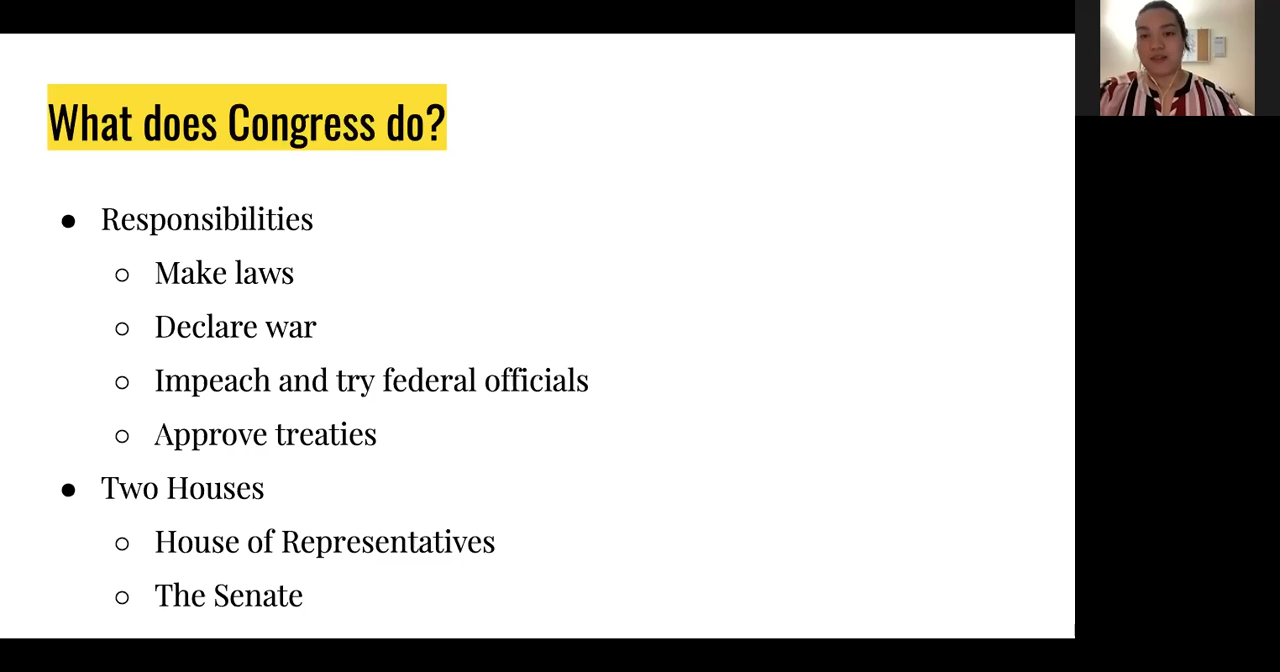 What does Congress do?
● Responsibilities
○ Make laws
○ Declare war
○ Impeach and try federal officials
○ Approve treaties
● Two Houses
○ House of Representatives
○ The Senate